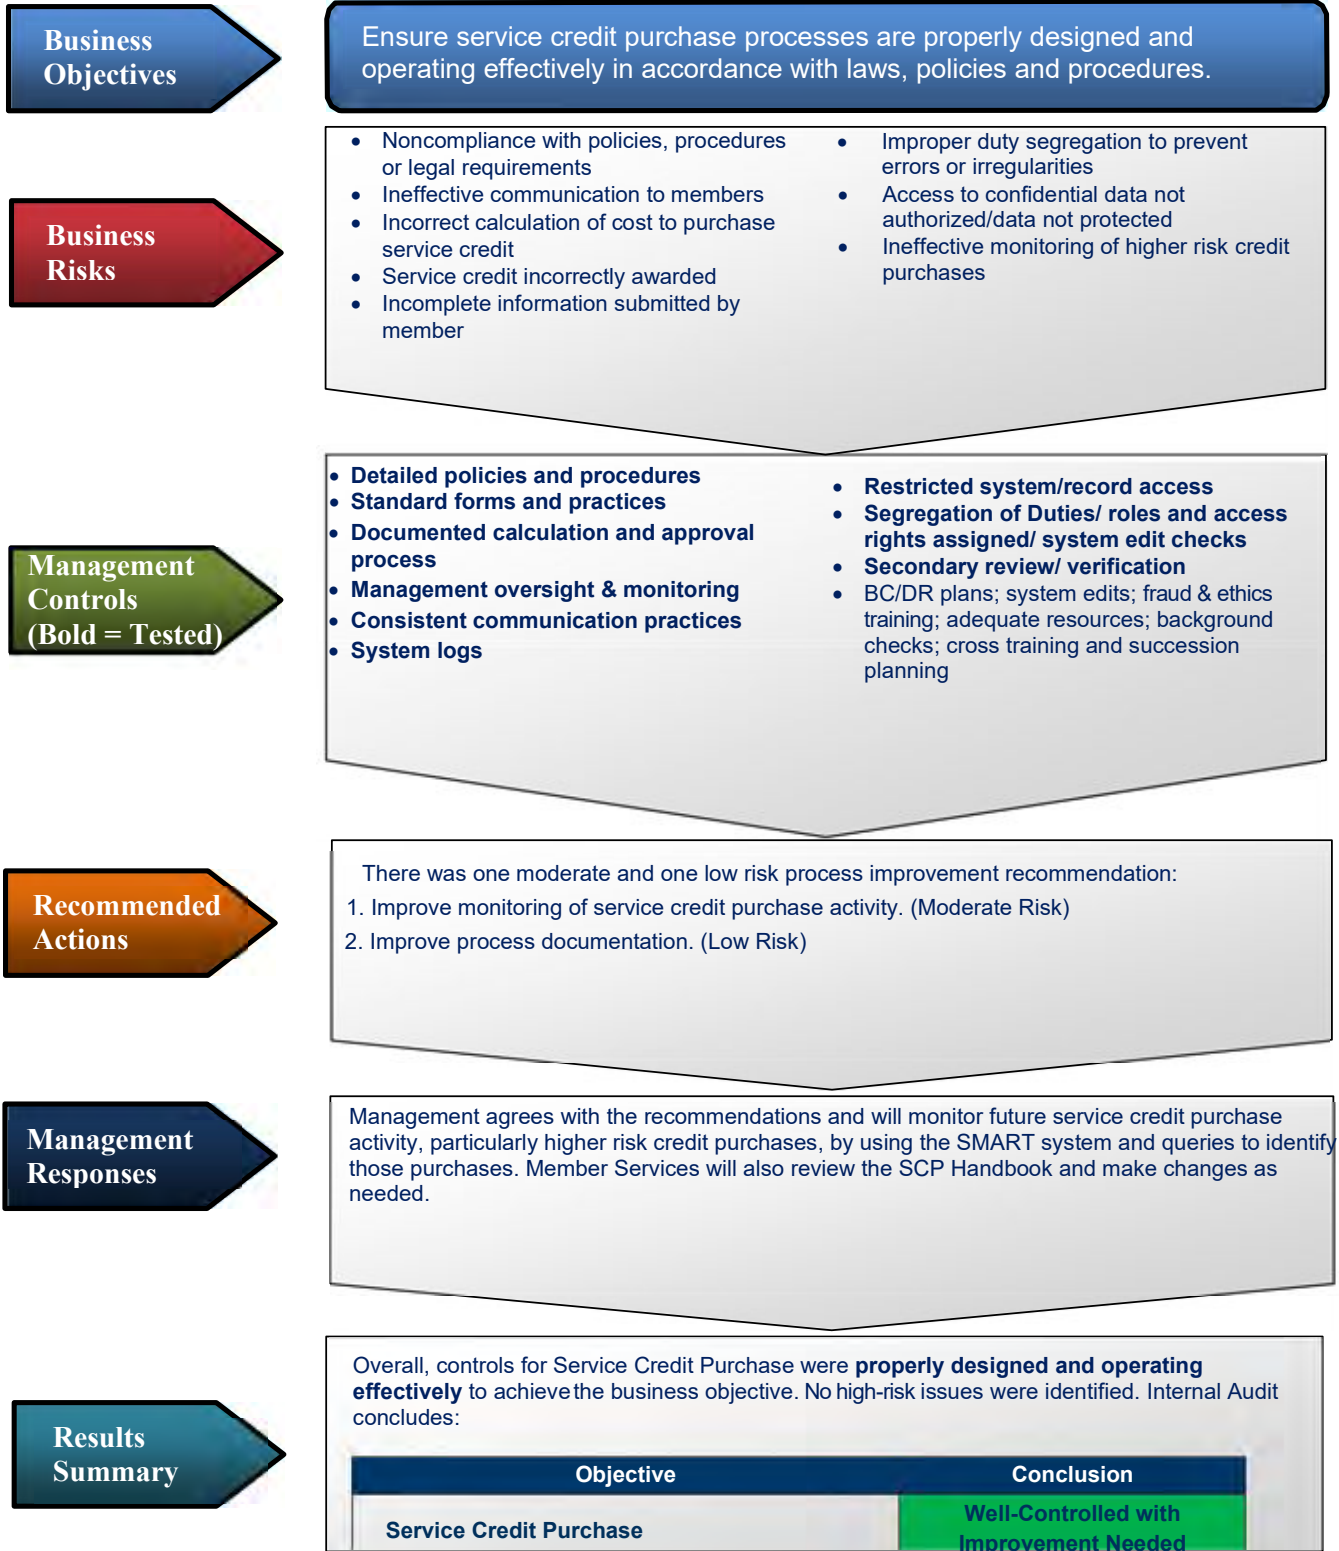 Business
Objectives
Ensure service credit purchase processes are properly designed and
operating effectively in accordance with laws, policies and procedures.
Business
Risks
• Noncompliance with policies, procedures
or legal requirements
• Ineffective communication to members
• Incorrect calculation of cost to purchase
service credit
• Service credit incorrectly awarded
• Incomplete information submitted by
member
• Improper duty segregation to prevent
errors or irregularities
• Access to confidential data not
authorized/data not protected
• Ineffective monitoring of higher risk credit
purchases
Management
Controls
(Bold = Tested)
• Detailed policies and procedures
• Standard forms and practices
• Documented calculation and approval
process
• Management oversight & monitoring
• Consistent communication practices
• System logs
• Restricted system/record access
• Segregation of Duties/ roles and access
rights assigned/ system edit checks
• Secondary review/ verification
• BC/DR plans; system edits; fraud & ethics
training; adequate resources; background
checks; cross training and succession
planning
Recommended
Actions
There was one moderate and one low risk process improvement recommendation:
1. Improve monitoring of service credit purchase activity. (Moderate Risk)
2. Improve process documentation. (Low Risk)
Management
Responses
Management agrees with the recommendations and will monitor future service credit purchase
activity, particularly higher risk credit purchases, by using the SMART system and queries to identify
those purchases. Member Services will also review the SCP Handbook and make changes as
needed.
Results
Summary
Overall, controls for Service Credit Purchase were properly designed and operating
effectively to achieve the business objective. No high-risk issues were identified. Internal Audit
concludes:
Objective Conclusion
Service Credit Purchase
Well-Controlled with
Improvement Needed